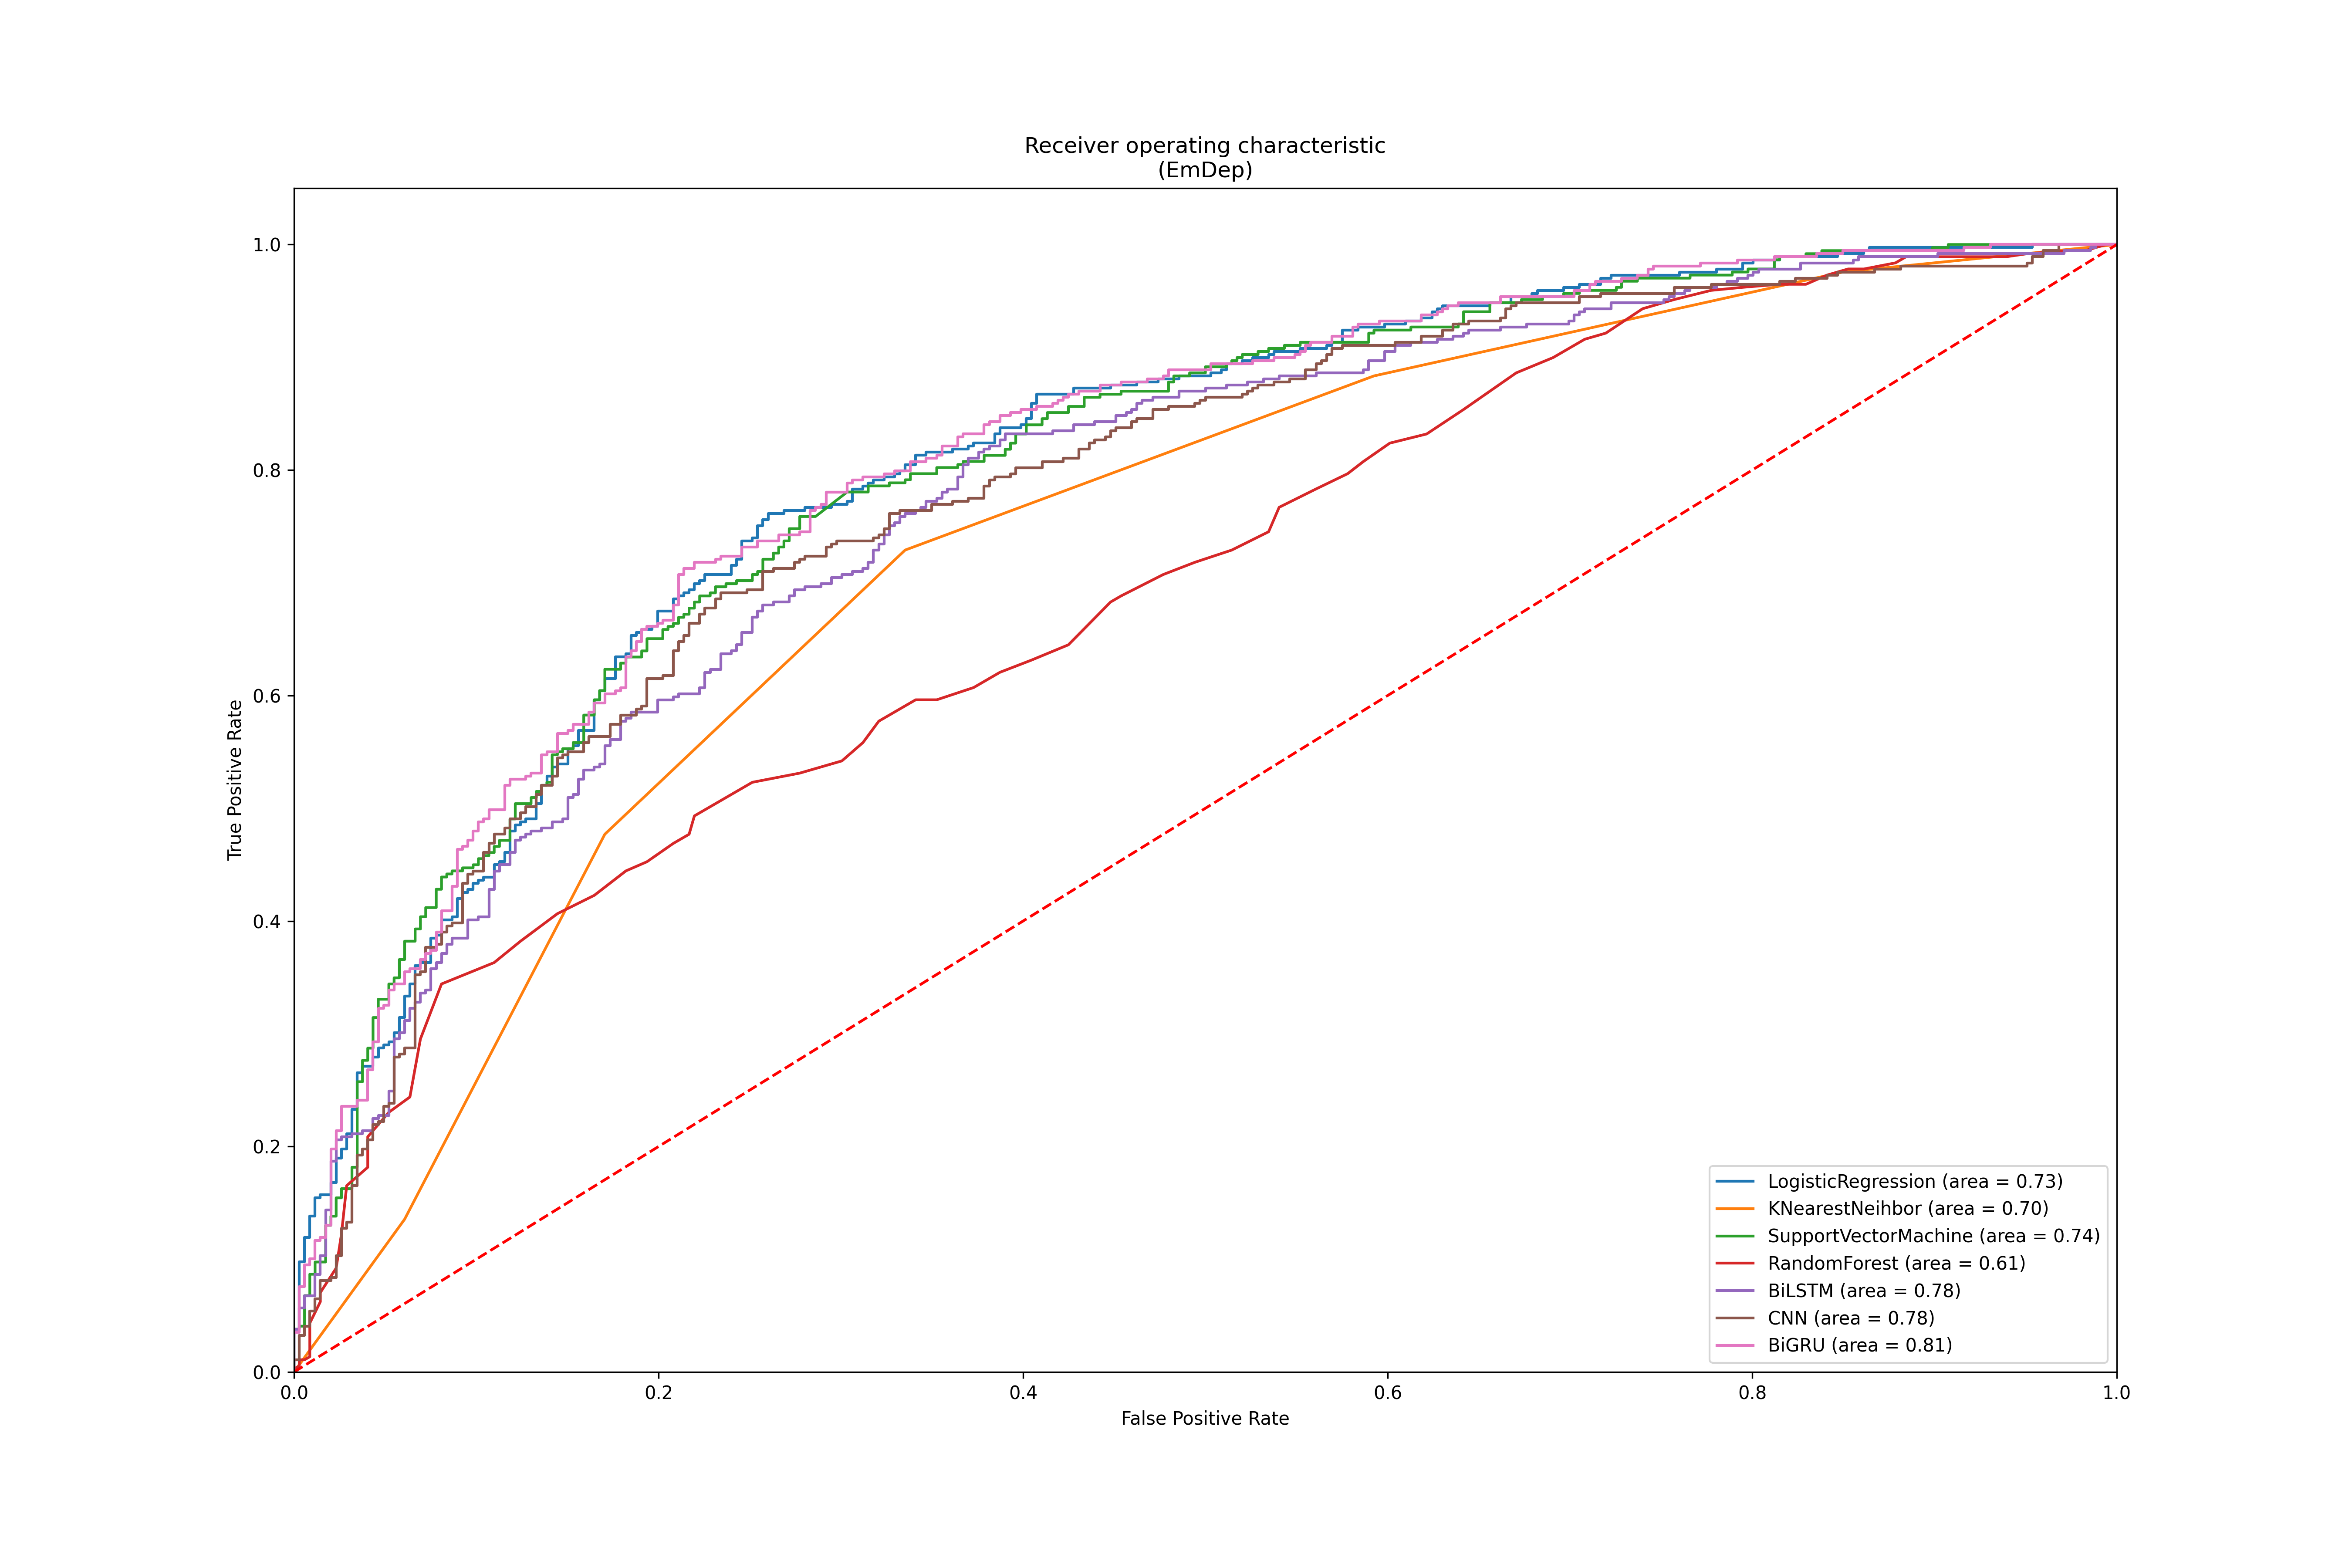 Receiver operating characteristic
(EmDep)
True Positive Rate
1.0
0.8
0.6
0.4
0.2
0.0
0.0 0.2 0.4 0.6 0.8 1.0
False Positive Rate
LogisticRegression (area = 0.73)
KNearestNeihbor (area = 0.70)
SupportVectorMachine (area = 0.74)
RandomForest (area = 0.61)
BiLSTM (area = 0.78)
CNN (area = 0.78)
BiGRU (area = 0.81)